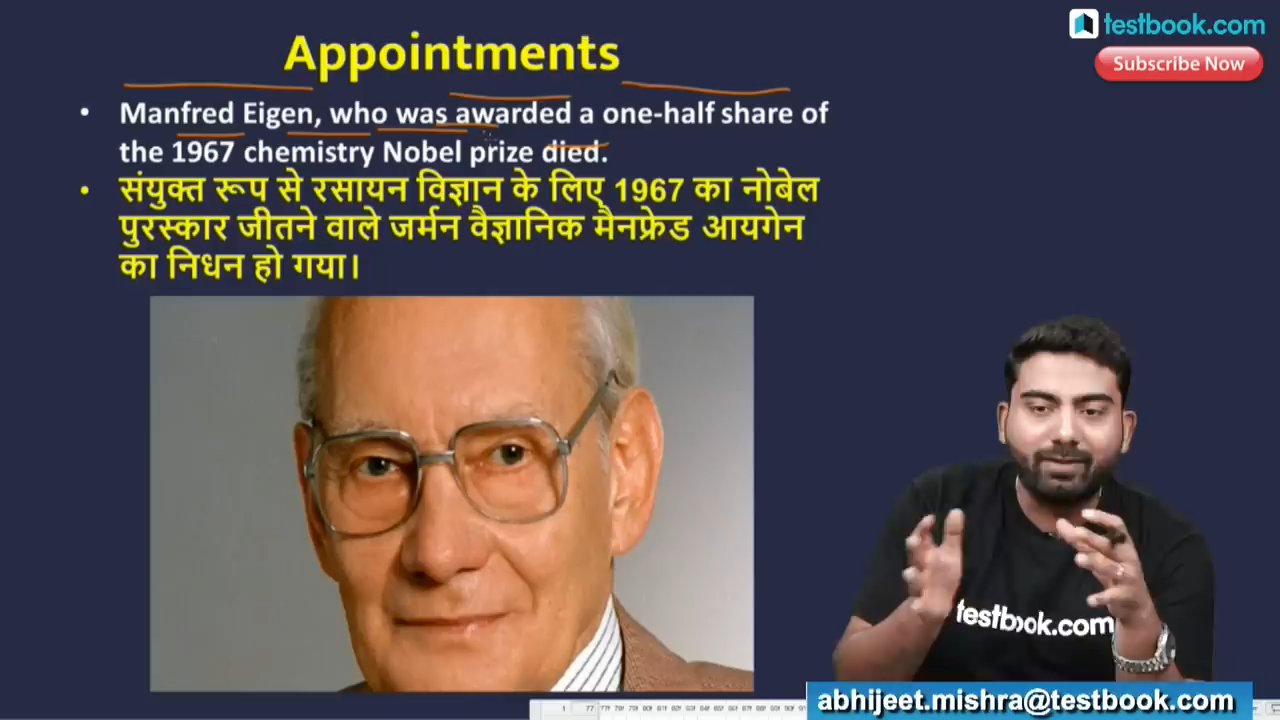 testbook.com
Subscribe Now
Appointments
• Manfred Eigen, who was awarded a one-half share of
the 1967 chemistry Nobel prize died.
• संयुक्त रूप से रसायन विज्ञान के लिए 1967 का नोबेल
पुरस्कार जीतने वाले जर्मन वैज्ञानिक मैनफ्रेड आयगेन
का निधन हो गया।
testbook.com
abhijeet.mishra@testbook.com